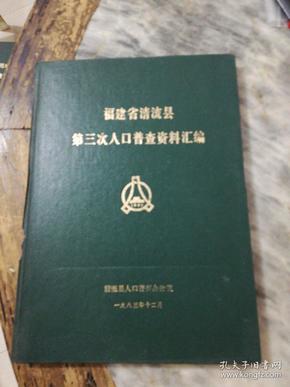 福建省清流县
第三次人口普查资料汇编
清流县人口普查办公室
一九八三年十二月
孔夫子旧书网